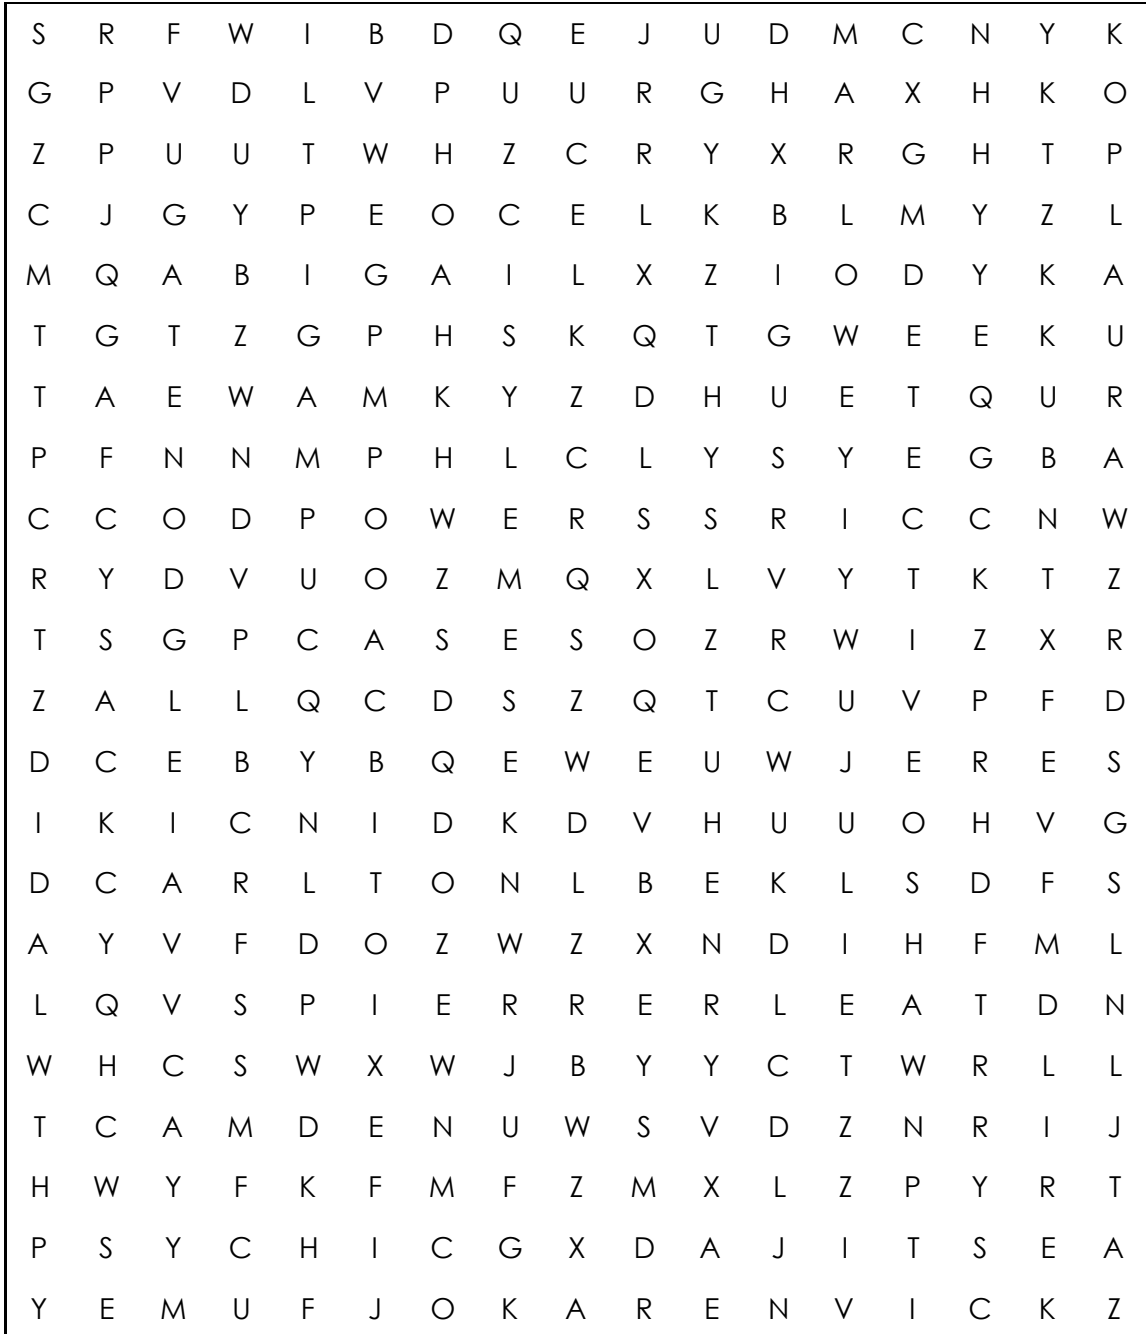 S R F W I B D Q E J U D M C N Y K
G P V D L V P U U R G H A X H K O
Z P U U T W H Z C R Y X R G H T P
C J G Y P E O C E L K B L M Y Z L
M Q A B I G A I L X Z I O D Y K A
T G T Z G P H S K Q T G W E E K U
T A E W A M K Y Z D H U E T Q U R
P F N N M P H L C L Y S Y E G B A
C C O D P O W E R S S R I C C N W
R Y D V U O Z M Q X L V Y T K T Z
T S G P C A S E S O Z R W I Z X R
Z A L L Q C D S Z Q T C U V P F D
D C E B Y B Q E W E U W J E R E S
I K I C N I D K D V H U U O H V G
D C A R L T O N L B E K L S D F S
A Y V F D O Z W Z X N D I H F M L
L Q V S P I E R R E R L E A T D N
W H C S W X W J B Y Y C T W R L L
T C A M D E N U W S V D Z N R I J
H W Y F K F M F Z M X L Z P Y R T
P S Y C H I C G X D A J I T S E A
Y E M U F J O K A R E N V I C K Z